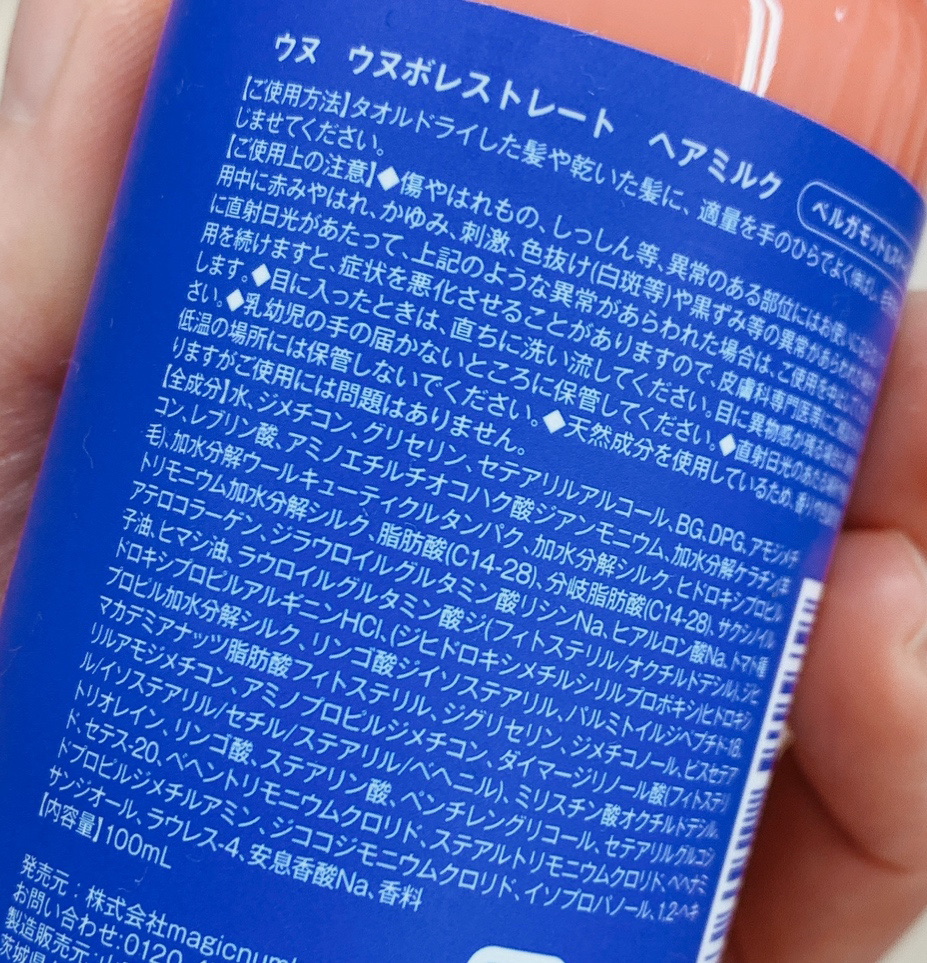 ウヌ　ウヌボレストレート　ヘアミルク
ベルガモット
【ご使用方法】タオルドライした髪や乾いた髪に、適量を手のひらでよく
じませてください。
【ご使用上の注意】◆傷やはれもの、しっしん等、異常のある部位にはお使い
用中に赤みやはれ、かゆみ、刺激、色抜け(白斑等)や黒ずみ等の異常があらわれ
に直射日光があたって、上記のような異常があらわれた場合は、ご使用を中
用を続けますと、症状を悪化させることがありますので、皮膚科専門医等にご相談
します。◆目に入ったときは、直ちに洗い流してください。目に異物感が残る場合
さい。◆乳幼児の手の届かないところに保管してください。◆直射日光のあたる
低温の場所には保管しないでください。◆天然成分を使用しているため、香りや
りますがご使用には問題はありません。
【全成分】水、ジメチコン、グリセリン、セテアリルアルコール、BG、DPG、アモジメチ
コン、レブリン酸、アミノエチルチオコハク酸ジアンモニウム、加水分解ケラチン(羊
毛)、加水分解ウールキューティクルタンパク、加水分解シルク、ヒドロキシプロピル
トリモニウム加水分解シルク、脂肪酸(C14-28)、分岐脂肪酸(C14-28)、サクシノイル
アテロコラーゲン、ジラウロイルグルタミン酸リシンNa、ヒアルロン酸Na、トマト種
子油、ヒマシ油、ラウロイルグルタミン酸ジ(フィトステリル/オクチルドデシル)、ジヒ
ドロキシプロピルアルギニンHCl、(ジヒドロキシメチルシリルプロポキシ)ヒドロキシ
プロピル加水分解シルク、リンゴ酸ジイソステアリル、パルミトイルジペプチド-18、
マカデミアナッツ脂肪酸フィトステリル、ジグリセリン、ジメチコノール、ビスセテア
リルアモジメチコン、アミノプロピルジメチコン、ダイマージリノール酸(フィトステリ
ル/イソステアリル/セチル/ステアリル/ベヘニル)、ミリスチン酸オクチルドデシル、
トリオレイン、リンゴ酸、ステアリン酸、ペンチレングリコール、セテアリルグルコシ
ド、セテス-20、ベヘントリモニウムクロリド、ステアルトリモニウムクロリド、ベヘナミ
ドプロピルジメチルアミン、ジココジモニウムクロリド、イソプロパノール、1,2-ヘキ
サンジオール、ラウレス-4、安息香酸Na、香料
【内容量】100mL
発売元：株式会社magicnum
お問い合わせ:0120
製造販売元:
茨城県